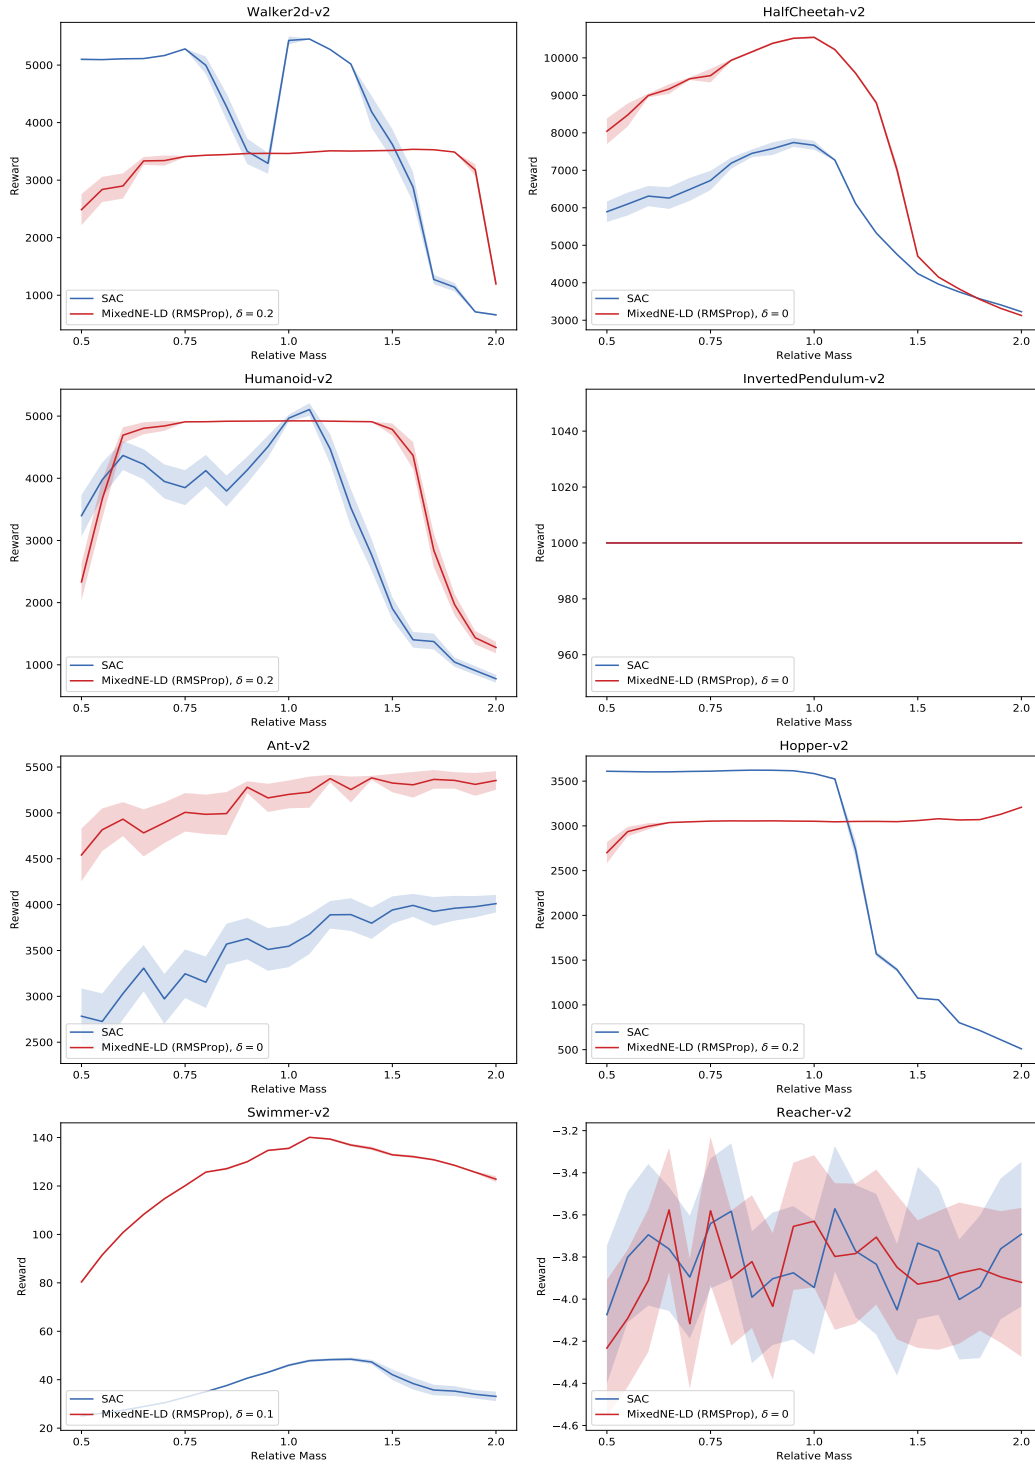 Walker2d-v2
5000
4000
3000
2000
1000
Reward
SAC
MixedNE-LD (RMSProp), δ = 0.2
0.5 0.75 1.0 1.5 2.0
Relative Mass
HalfCheetah-v2
10000
9000
8000
7000
6000
5000
4000
3000
Reward
SAC
MixedNE-LD (RMSProp), δ = 0
0.5 0.75 1.0 1.5 2.0
Relative Mass
Humanoid-v2
5000
4000
3000
2000
1000
Reward
SAC
MixedNE-LD (RMSProp), δ = 0.2
0.5 0.75 1.0 1.5 2.0
Relative Mass
InvertedPendulum-v2
1040
1020
1000
980
960
Reward
SAC
MixedNE-LD (RMSProp), δ = 0
0.5 0.75 1.0 1.5 2.0
Relative Mass
Ant-v2
5500
5000
4500
4000
3500
3000
2500
Reward
SAC
MixedNE-LD (RMSProp), δ = 0
0.5 0.75 1.0 1.5 2.0
Relative Mass
Hopper-v2
3500
3000
2500
2000
1500
1000
500
Reward
SAC
MixedNE-LD (RMSProp), δ = 0.2
0.5 0.75 1.0 1.5 2.0
Relative Mass
Swimmer-v2
140
120
100
80
60
40
20
Reward
SAC
MixedNE-LD (RMSProp), δ = 0.1
0.5 0.75 1.0 1.5 2.0
Relative Mass
Reacher-v2
−3.2
−3.4
−3.6
−3.8
−4.0
−4.2
−4.4
−4.6
Reward
SAC
MixedNE-LD (RMSProp), δ = 0
0.5 0.75 1.0 1.5 2.0
Relative Mass